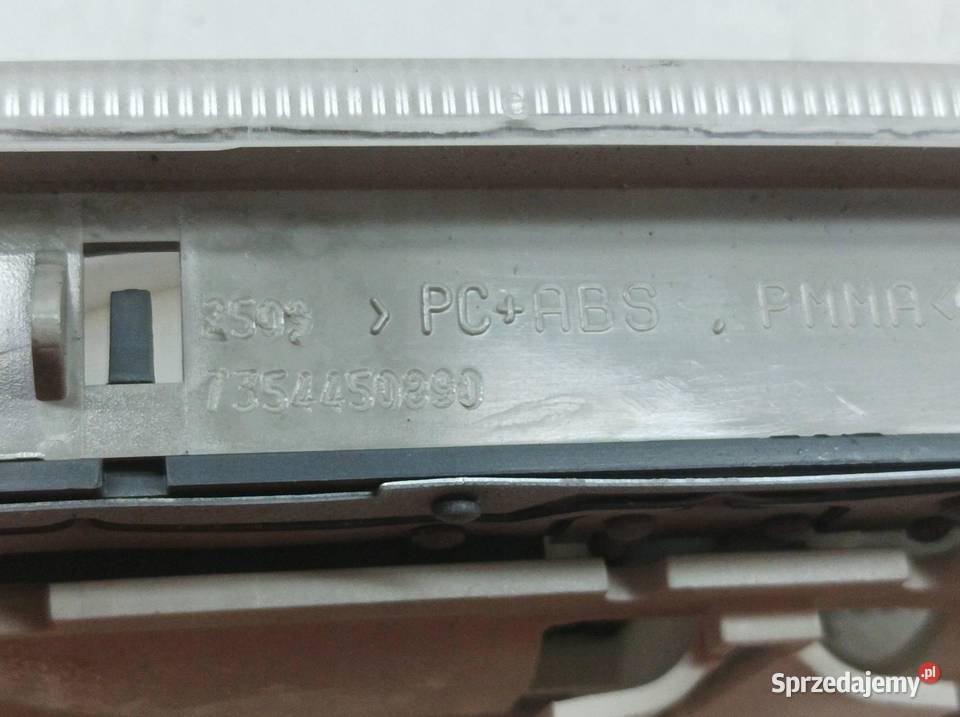 > PC+ABS . PMMA<
7354450890
Sprzedajemy.pl